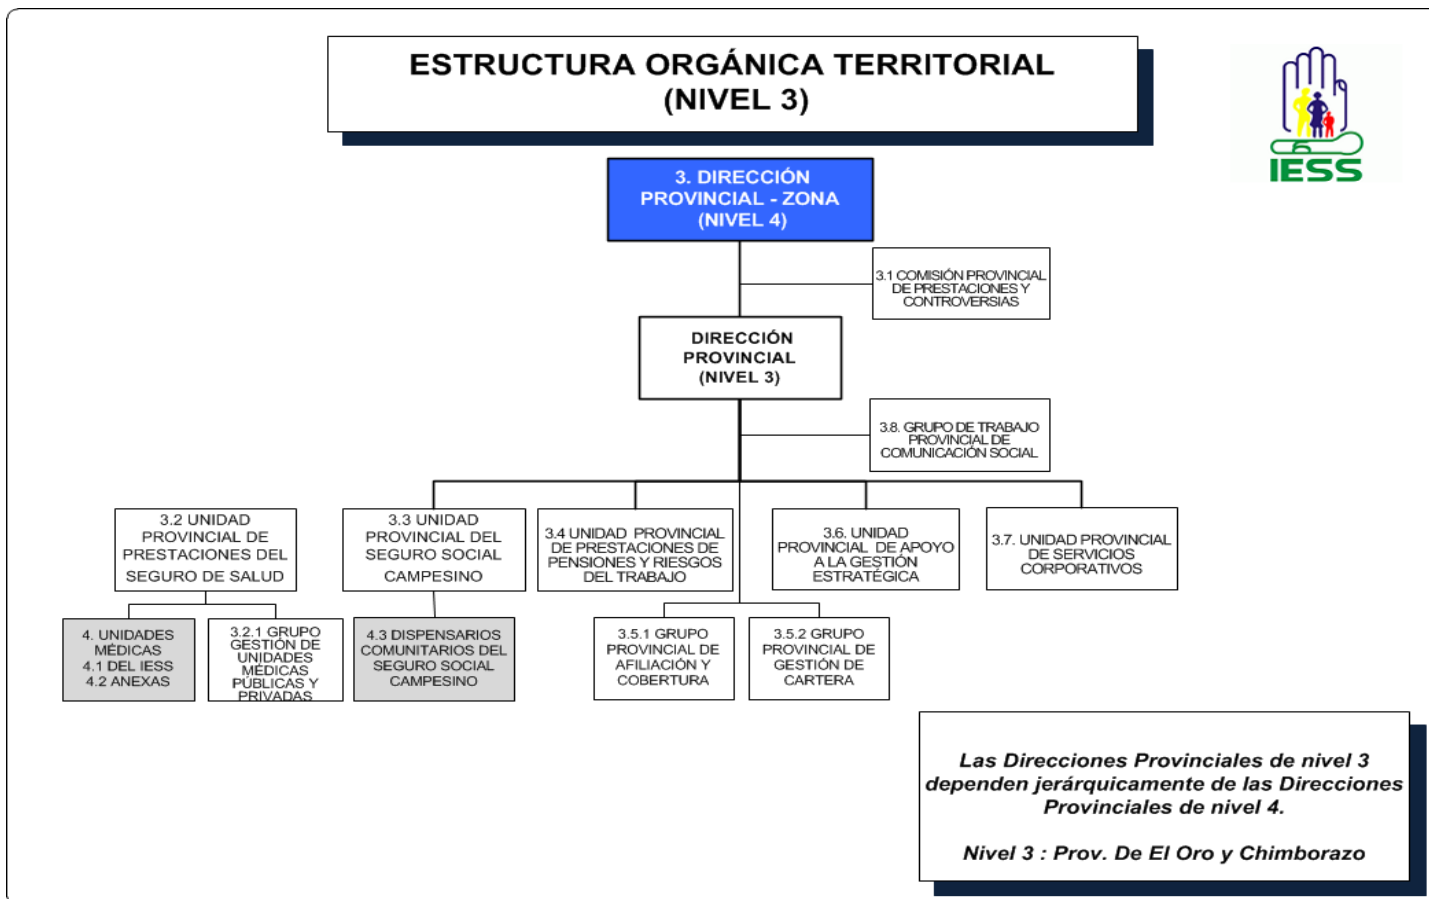 ESTRUCTURA ORGÁNICA TERRITORIAL
(NIVEL 3)
IESS
3. DIRECCIÓN
PROVINCIAL - ZONA
(NIVEL 4)
3.1 COMISIÓN PROVINCIAL
DE PRESTACIONES Y
CONTROVERSIAS
DIRECCIÓN
PROVINCIAL
(NIVEL 3)
3.8. GRUPO DE TRABAJO
PROVINCIAL DE
COMUNICACIÓN SOCIAL
3.2 UNIDAD
PROVINCIAL DE
PRESTACIONES DEL
SEGURO DE SALUD
3.3 UNIDAD
PROVINCIAL DEL
SEGURO SOCIAL
CAMPESINO
3.4 UNIDAD PROVINCIAL
DE PRESTACIONES DE
PENSIONES Y RIESGOS
DEL TRABAJO
3.6. UNIDAD
PROVINCIAL DE APOYO
A LA GESTIÓN
ESTRATÉGICA
3.7. UNIDAD PROVINCIAL
DE SERVICIOS
CORPORATIVOS
4. UNIDADES
MÉDICAS
4.1 DEL IESS
4.2 ANEXAS
3.2.1 GRUPO
GESTIÓN DE
UNIDADES
MÉDICAS
PÚBLICAS Y
PRIVADAS
4.3 DISPENSARIOS
COMUNITARIOS DEL
SEGURO SOCIAL
CAMPESINO
3.5.1 GRUPO
PROVINCIAL DE
AFILIACIÓN Y
COBERTURA
3.5.2 GRUPO
PROVINCIAL DE
GESTIÓN DE
CARTERA
Las Direcciones Provinciales de nivel 3
dependen jerárquicamente de las Direcciones
Provinciales de nivel 4.
Nivel 3 : Prov. De El Oro y Chimborazo